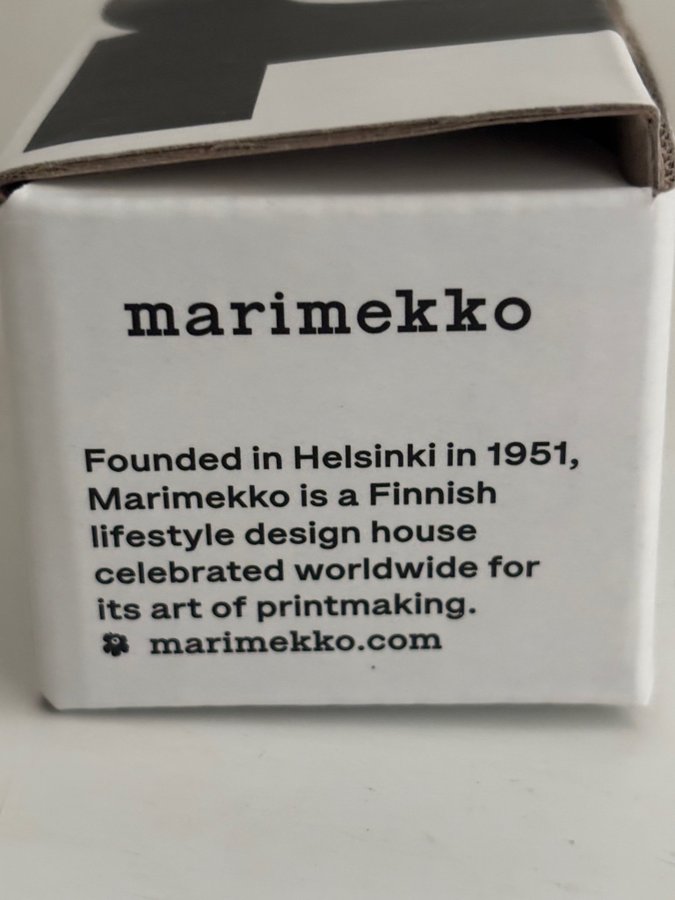 marimekko
Founded in Helsinki in 1951,
Marimekko is a Finnish
lifestyle design house
celebrated worldwide for
its art of printmaking.
marimekko.com